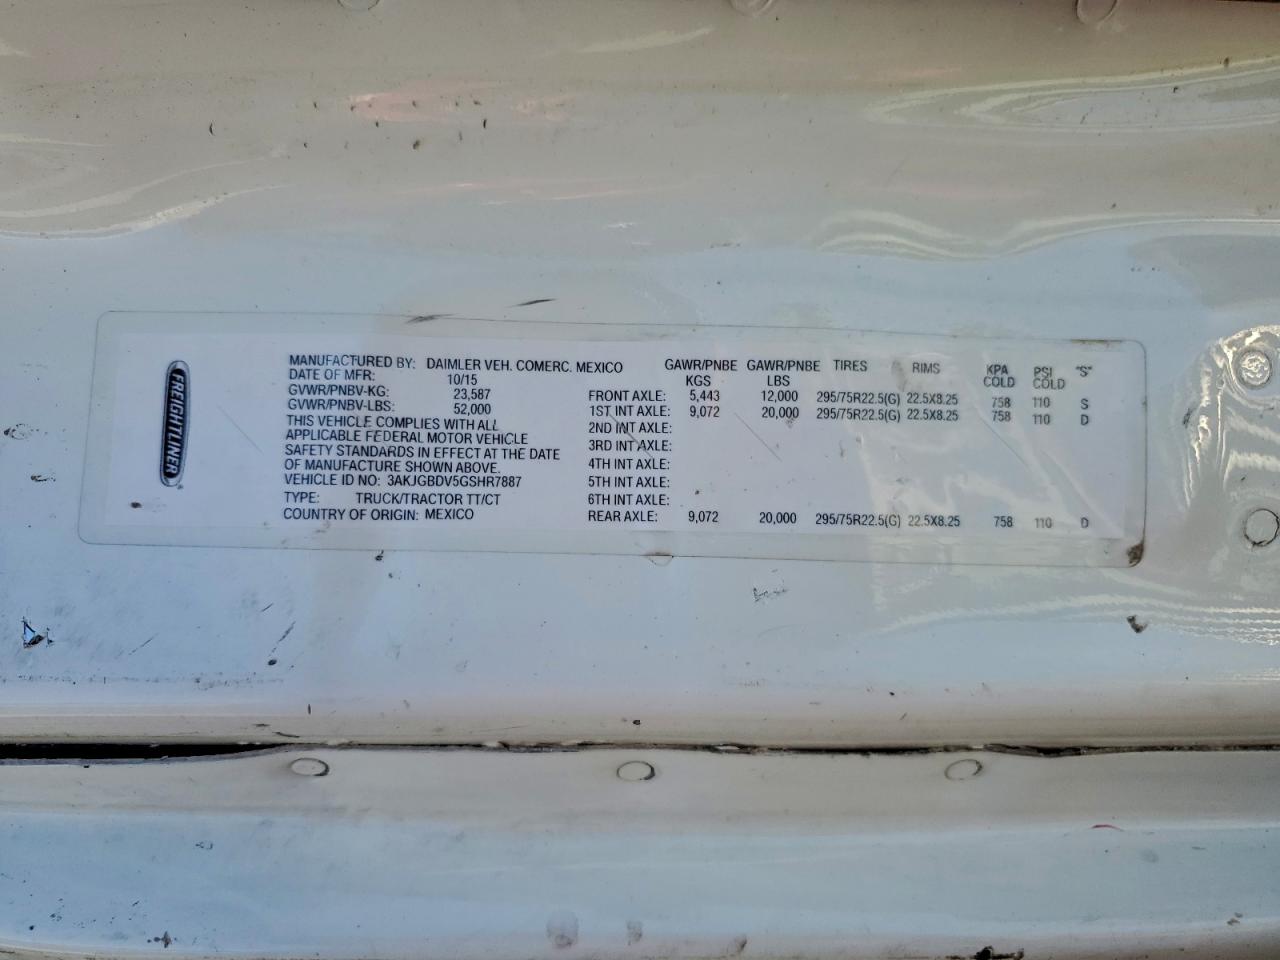 FREIGHTLINER
MANUFACTURED BY: DAIMLER VEH. COMERC. MEXICO
DATE OF MFR: 10/15
GVWR/PNBV-KG: 23,587
GVWR/PNBV-LBS: 52,000
THIS VEHICLE COMPLIES WITH ALL
APPLICABLE FEDERAL MOTOR VEHICLE
SAFETY STANDARDS IN EFFECT AT THE DATE
OF MANUFACTURE SHOWN ABOVE.
VEHICLE ID NO: 3AKJGBDV5GSHR7887
TYPE: TRUCK/TRACTOR TT/CT
COUNTRY OF ORIGIN: MEXICO
GAWR/PNBE GAWR/PNBE TIRES RIMS KPA PSI "S"
KGS LBS COLD COLD
FRONT AXLE: 5,443 12,000 295/75R22.5(G) 22.5X8.25 758 110 S
1ST INT AXLE: 9,072 20,000 295/75R22.5(G) 22.5X8.25 758 110 D
2ND INT AXLE:
3RD INT AXLE:
4TH INT AXLE:
5TH INT AXLE:
6TH INT AXLE:
REAR AXLE: 9,072 20,000 295/75R22.5(G) 22.5X8.25 758 110 D